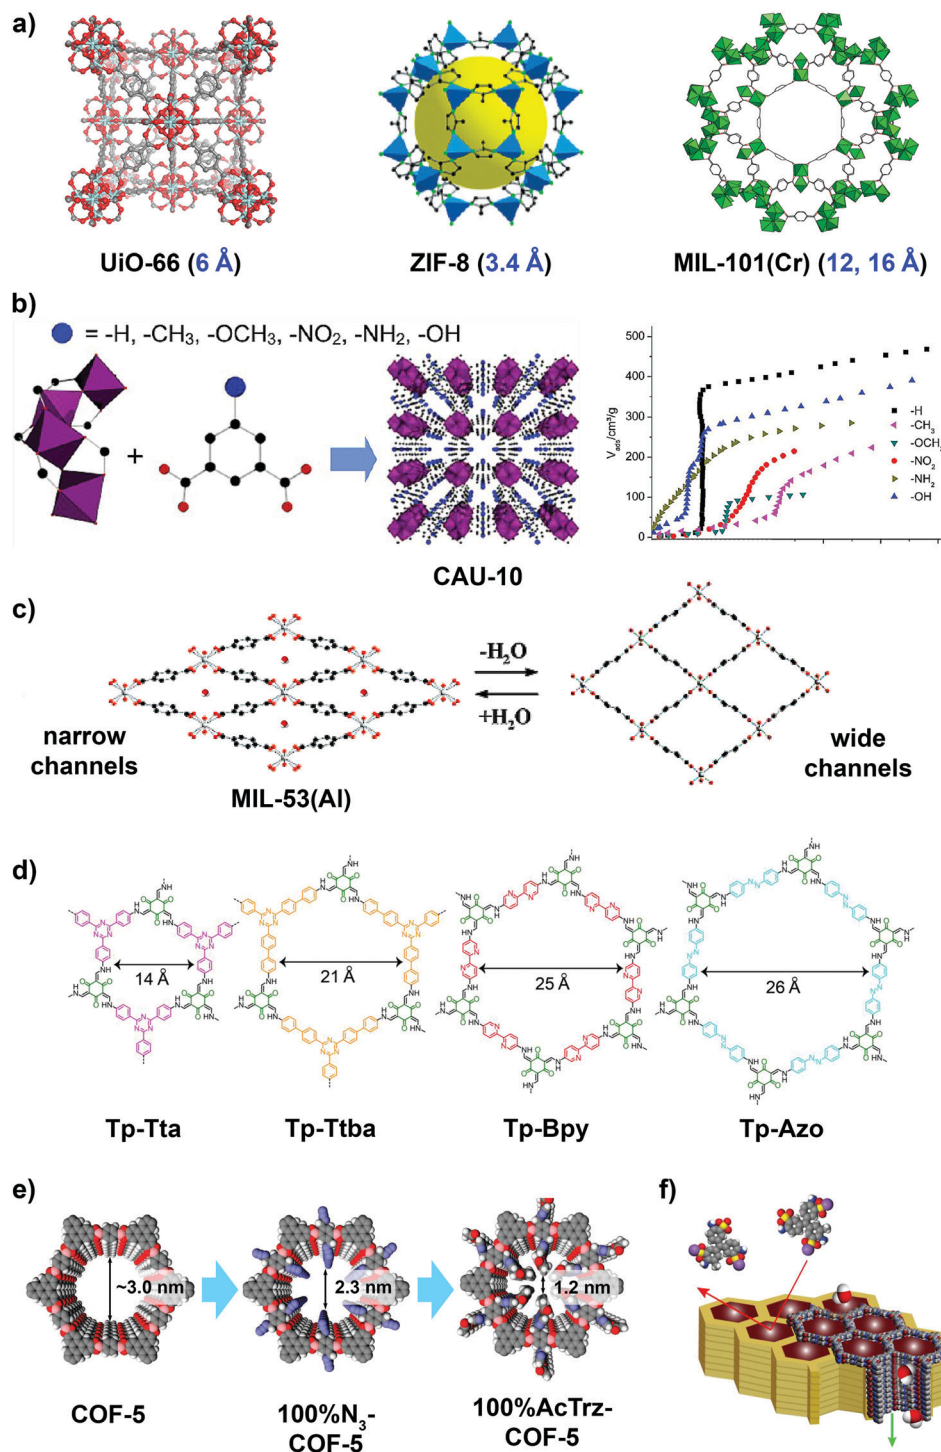 a)
UiO-66 (6 Å)
ZIF-8 (3.4 Å)
MIL-101(Cr) (12, 16 Å)
b)
= -H, -CH3, -OCH3, -NO2, -NH2, -OH
+
CAU-10
Vads/cm3/g
500
400
300
200
100
0
-H
-CH3
-OCH3
-NO2
-NH2
-OH
c)
-H2O
+H2O
narrow
channels
wide
channels
MIL-53(Al)
d)
14 Å
21 Å
25 Å
26 Å
Tp-Tta
Tp-Ttba
Tp-Bpy
Tp-Azo
e)
~3.0 nm
2.3 nm
1.2 nm
COF-5
100%N3-
COF-5
100%AcTrz-
COF-5
f)